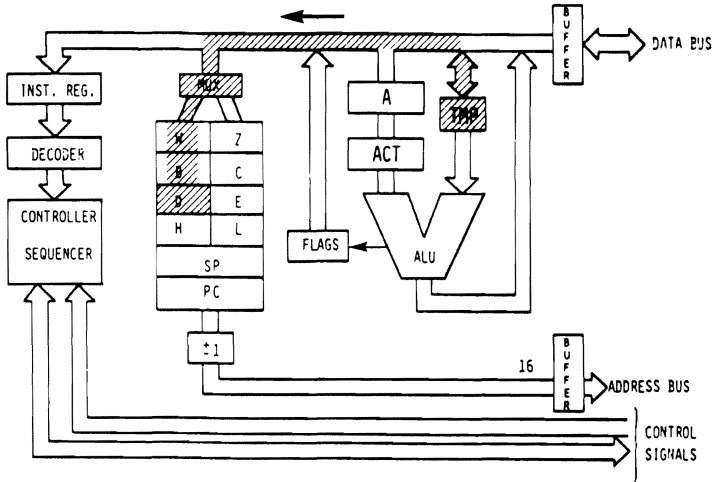 BUFFER
DATA BUS
INST. REG.
MUX
A
TMP
W Z
DECODER
ACT
B C
D E
CONTROLLER
SEQUENCER
H L
FLAGS
ALU
SP
PC
±1
16
BUFFER
ADDRESS BUS
CONTROL
SIGNALS